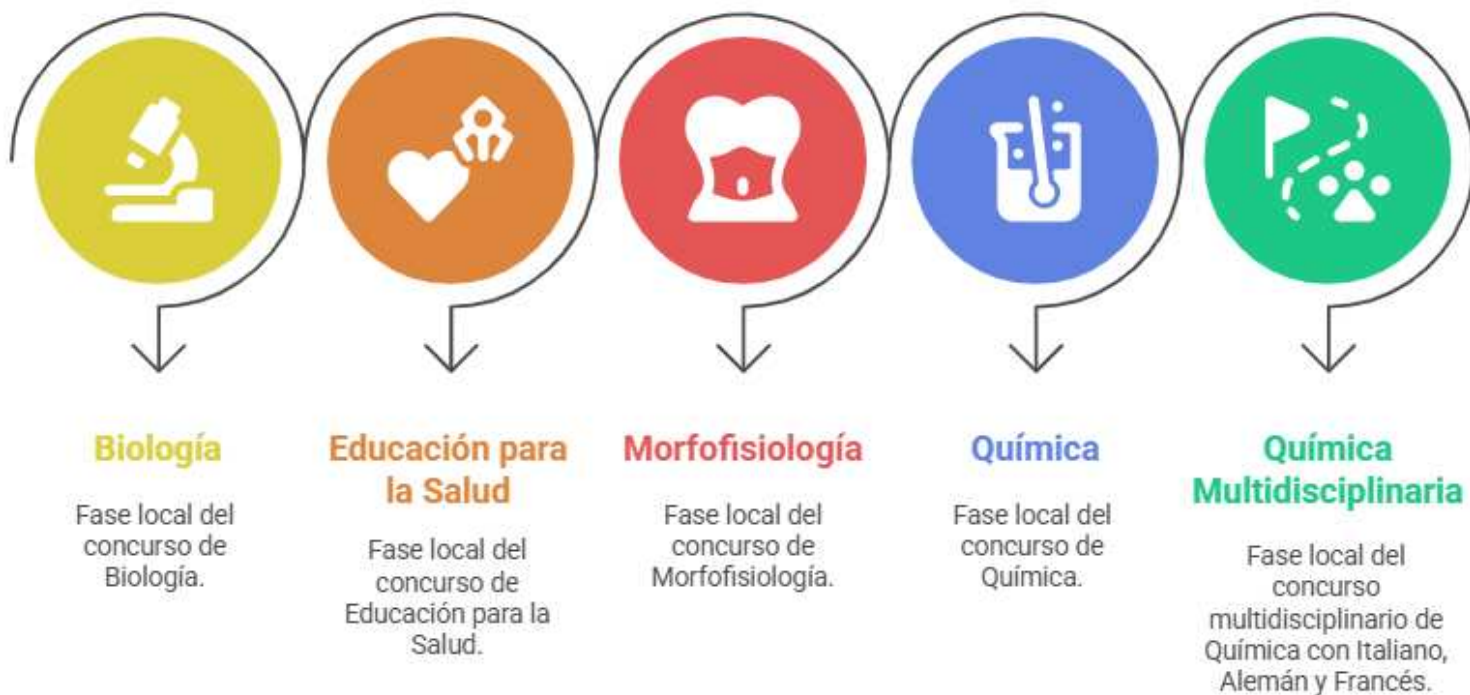 Biología
Fase local del
concurso de
Biología.
Educación para
la Salud
Fase local del
concurso de
Educación para la
Salud.
Morfofisiología
Fase local del
concurso de
Morfofisiología.
Química
Fase local del
concurso de
Química.
Química
Multidisciplinaria
Fase local del
concurso
multidisciplinario de
Química con Italiano,
Alemán y Francés.